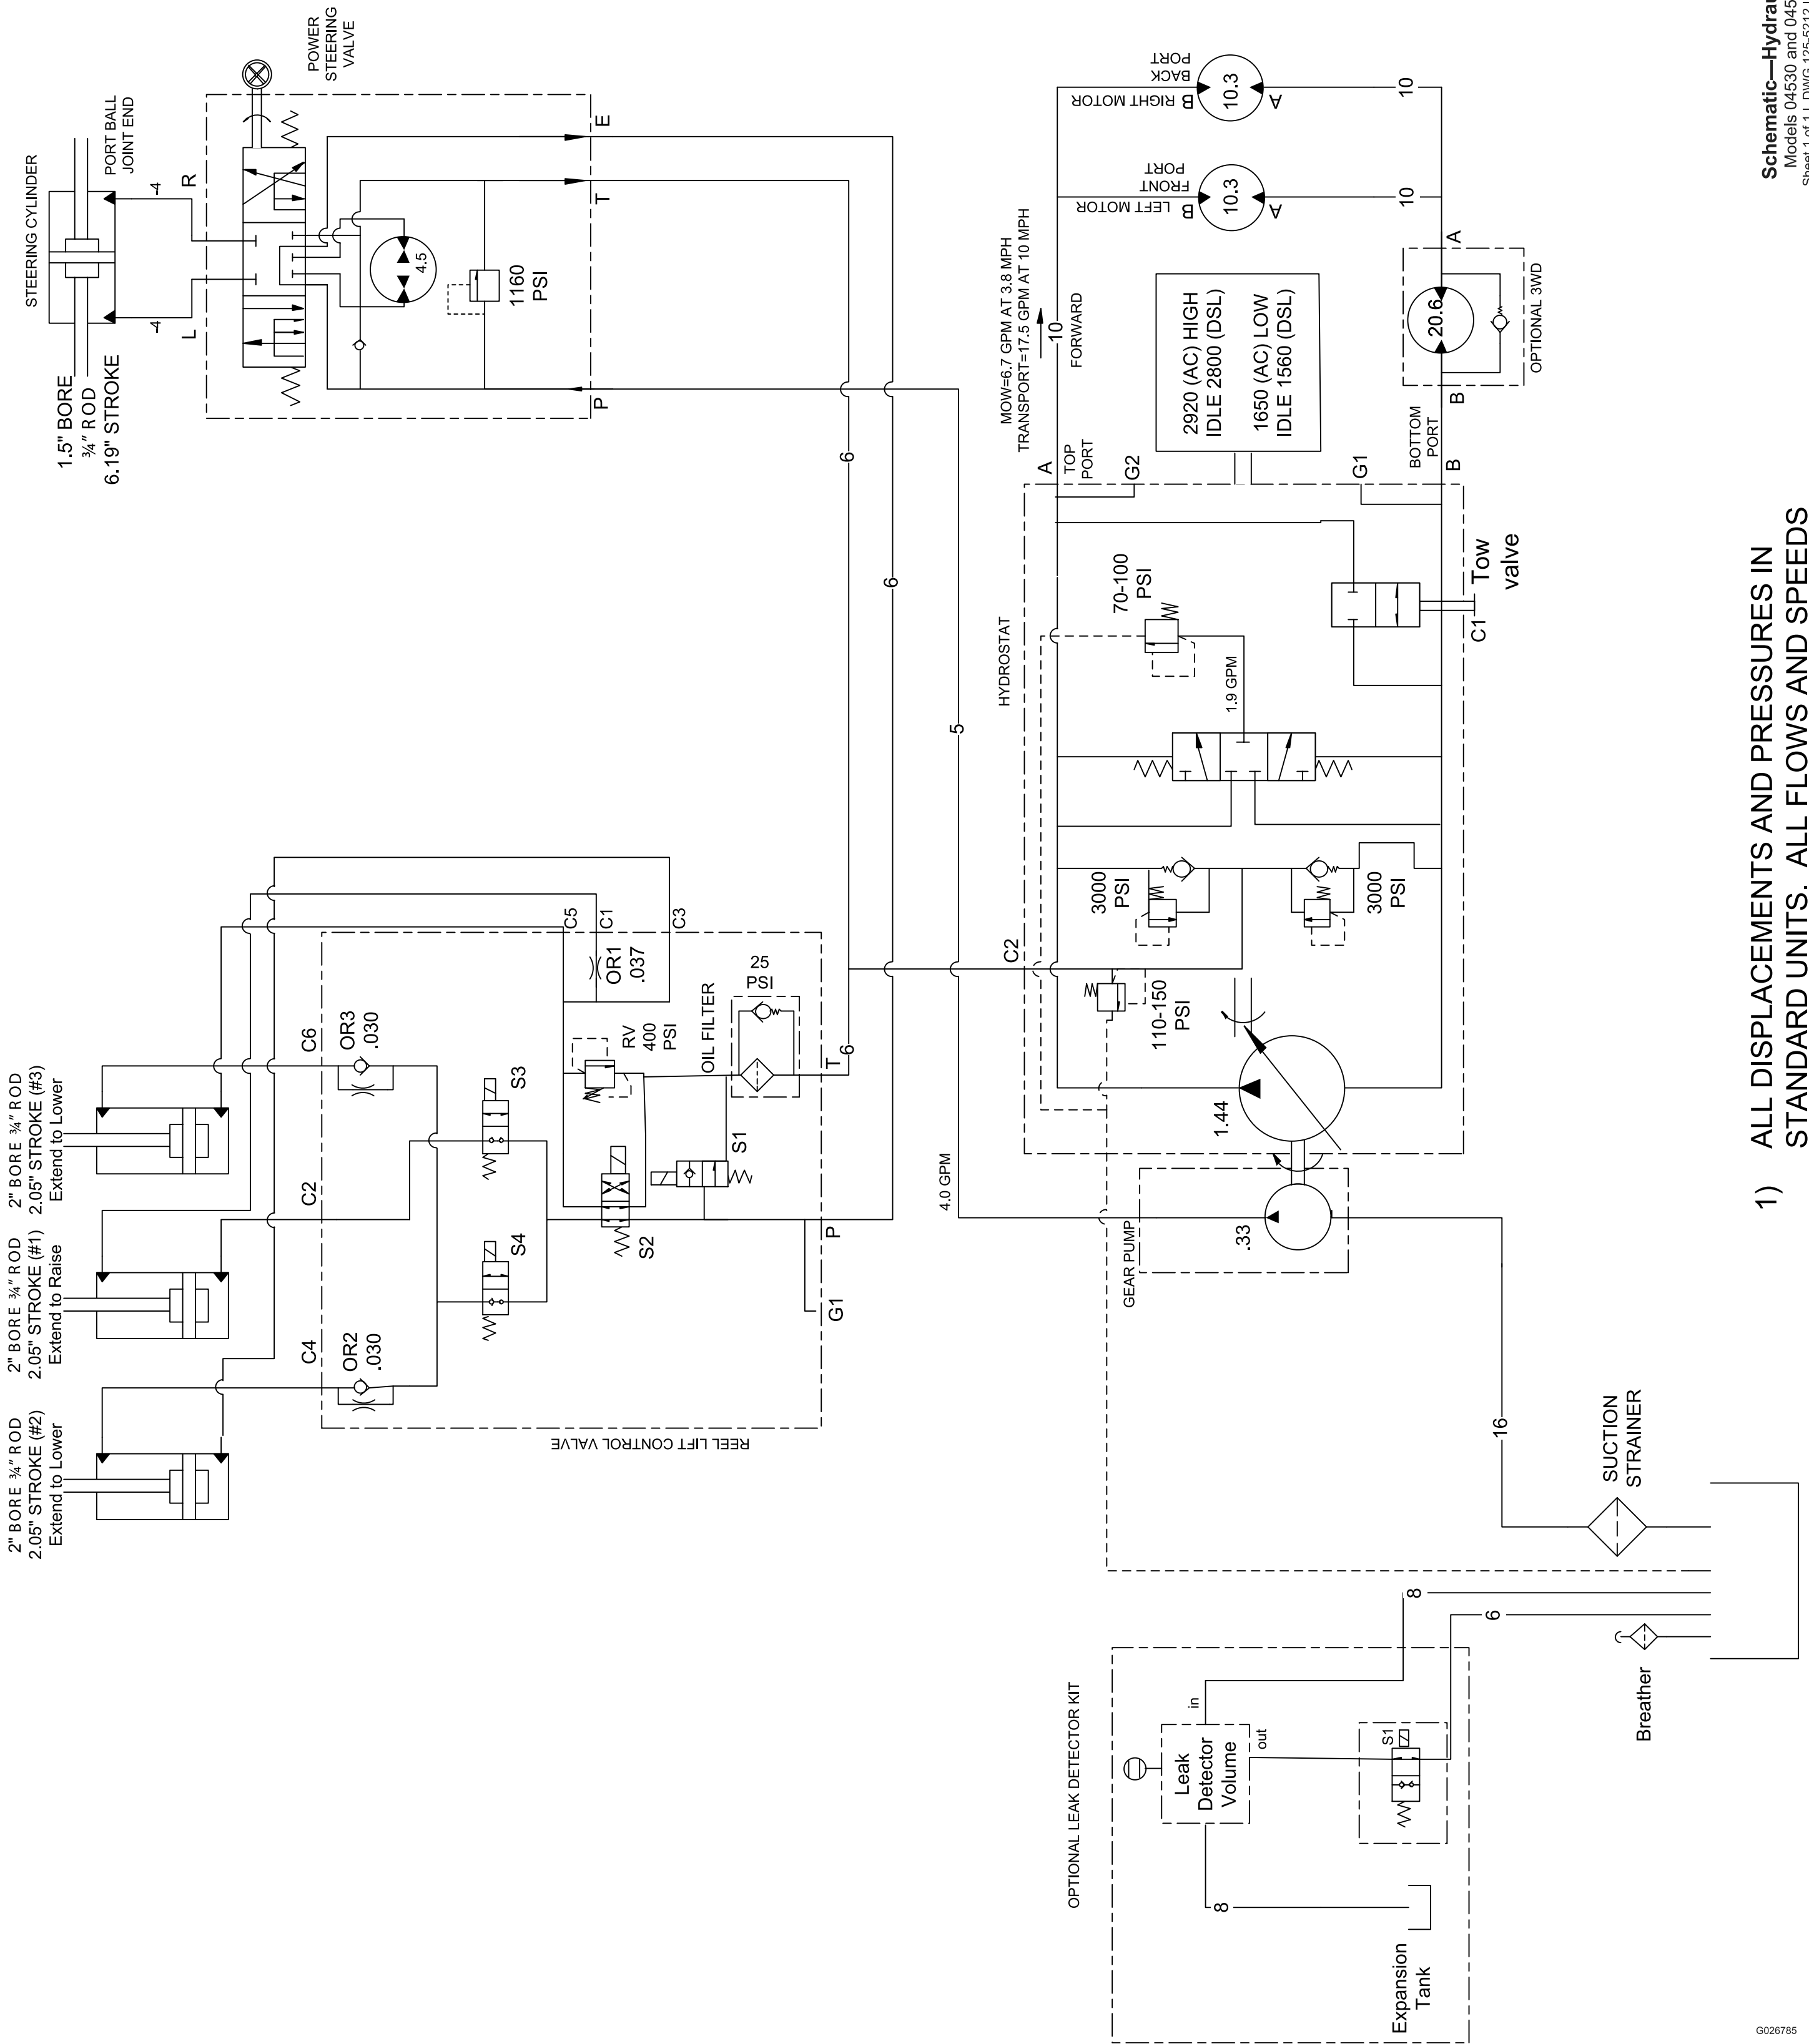 STEERING CYLINDER
PORT BALL
JOINT END
POWER
STEERING
VALVE
1.5" BORE
¾" ROD
6.19" STROKE
-4
-4
L
R
4.5
1160
PSI
P
T
E
2" BORE ¾" ROD
2.05" STROKE (#2)
Extend to Lower
2" BORE ¾" ROD
2.05" STROKE (#1)
Extend to Raise
2" BORE ¾" ROD
2.05" STROKE (#3)
Extend to Lower
C4
OR2
.030
C2
C6
OR3
.030
C5
C1
C3
OR1
.037
S3
S4
S2
S1
RV
400
PSI
OIL FILTER
25
PSI
G1
P
T
REEL LIFT CONTROL VALVE
6
6
6
5
4.0 GPM
GEAR PUMP
.33
HYDROSTAT
C2
1.44
110-150
PSI
3000
PSI
3000
PSI
1.9 GPM
70-100
PSI
C1
Tow
valve
A
TOP
PORT
G2
G1
BOTTOM
PORT
B
2920 (AC) HIGH
IDLE 2800 (DSL)
1650 (AC) LOW
IDLE 1560 (DSL)
MOW=6.7 GPM AT 3.8 MPH
TRANSPORT=17.5 GPM AT 10 MPH
10
FORWARD
LEFT MOTOR
FRONT
PORT
B
10.3
A
10
RIGHT MOTOR
BACK
PORT
B
10.3
A
10
B
20.6
A
OPTIONAL 3WD
16
SUCTION
STRAINER
Breather
8
6
OPTIONAL LEAK DETECTOR KIT
in
Leak
Detector
Volume
out
S1
8
Expansion
Tank
1) ALL DISPLACEMENTS AND PRESSURES IN
STANDARD UNITS. ALL FLOWS AND SPEEDS
Models 04530 and
G026785